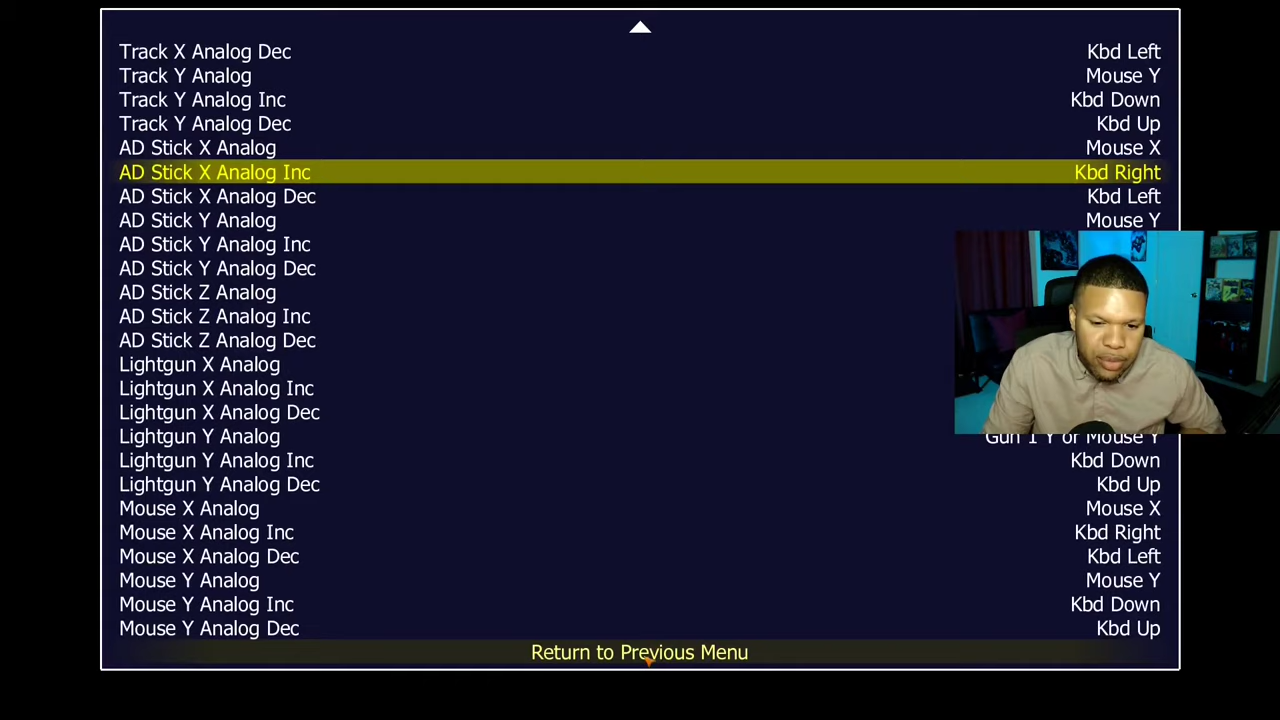 Track X Analog Dec Kbd Left
Track Y Analog Mouse Y
Track Y Analog Inc Kbd Down
Track Y Analog Dec Kbd Up
AD Stick X Analog Mouse X
AD Stick X Analog Inc Kbd Right
AD Stick X Analog Dec Kbd Left
AD Stick Y Analog Mouse Y
AD Stick Y Analog Inc
AD Stick Y Analog Dec
AD Stick Z Analog
AD Stick Z Analog Inc
AD Stick Z Analog Dec
Lightgun X Analog
Lightgun X Analog Inc
Lightgun X Analog Dec
Lightgun Y Analog Gun 1 Y or Mouse Y
Lightgun Y Analog Inc Kbd Down
Lightgun Y Analog Dec Kbd Up
Mouse X Analog Mouse X
Mouse X Analog Inc Kbd Right
Mouse X Analog Dec Kbd Left
Mouse Y Analog Mouse Y
Mouse Y Analog Inc Kbd Down
Mouse Y Analog Dec Kbd Up
Return to Previous Menu